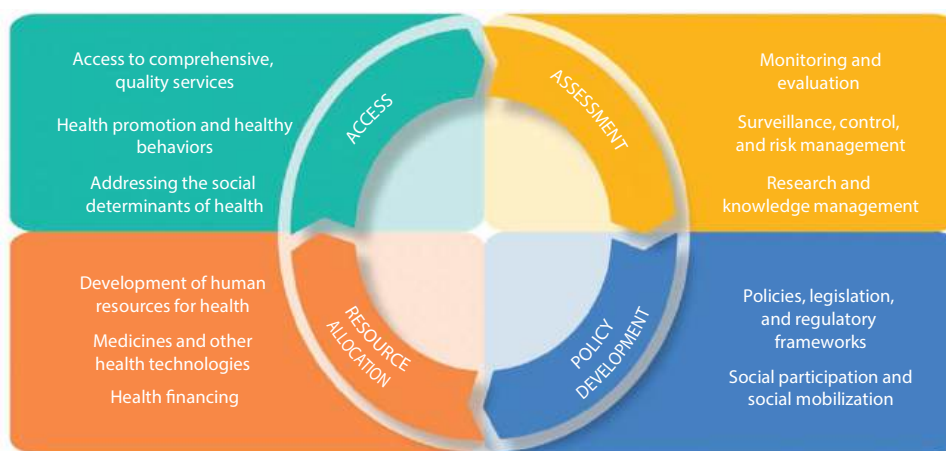 Access to comprehensive,
quality services
Health promotion and healthy
behaviors
Addressing the social
determinants of health
ACCESS
ASSESSMENT
Monitoring and
evaluation
Surveillance, control,
and risk management
Research and
knowledge management
Development of human
resources for health
Medicines and other
health technologies
Health financing
RESOURCE
ALLOCATION
POLICY
DEVELOPMENT
Policies, legislation,
and regulatory
frameworks
Social participation and
social mobilization